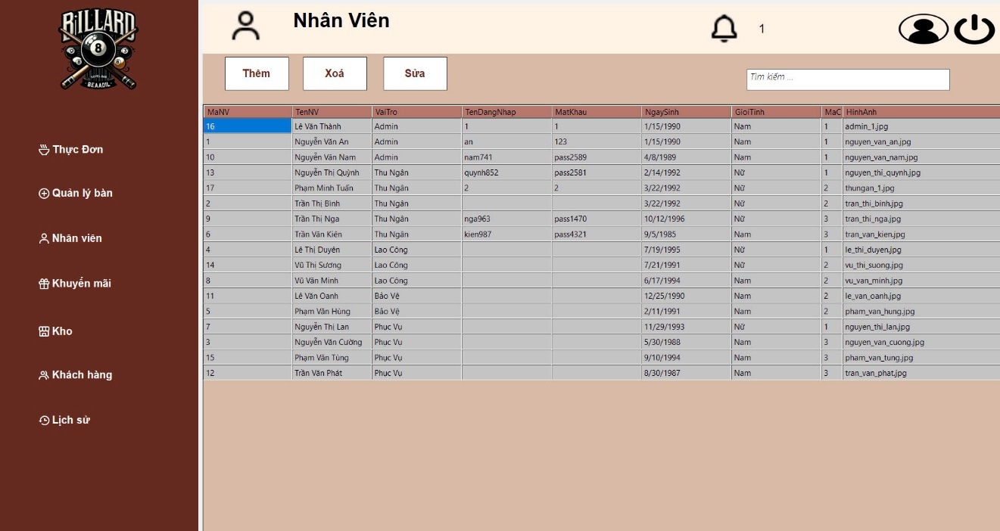 BILLARD
8
BEAADIL
Nhân Viên
1
Thêm
Xoá
Sửa
Tìm kiếm ...
Thực Đơn
Quản lý bàn
Nhân viên
Khuyến mãi
Kho
Khách hàng
Lịch sử
MaNV TenNV VaiTro TenDangNhap MatKhau NgaySinh GioiTinh MaC HinhAnh
16 Lê Văn Thành Admin 1 1 1/15/1990 Nam 1 admin_1.jpg
1 Nguyễn Văn An Admin an 123 1/15/1990 Nam 1 nguyen_van_an.jpg
10 Nguyễn Văn Nam Admin nam741 pass2589 4/8/1989 Nam 1 nguyen_van_nam.jpg
13 Nguyễn Thị Quỳnh Thu Ngân quynh852 pass2581 2/14/1992 Nữ 1 nguyen_thi_quynh.jpg
17 Phạm Minh Tuấn Thu Ngân 2 2 3/22/1992 Nam 2 thungan_1.jpg
2 Trần Thị Bình Thu Ngân 3/22/1992 Nữ 2 tran_thi_binh.jpg
9 Trần Thị Nga Thu Ngân nga963 pass1470 10/12/1996 Nữ 3 tran_thi_nga.jpg
6 Trần Văn Kiên Thu Ngân kien987 pass4321 9/5/1985 Nam 3 tran_van_kien.jpg
4 Lê Thị Duyên Lao Công 7/19/1995 Nữ 1 le_thi_duyen.jpg
14 Vũ Thị Sương Lao Công 7/21/1991 Nữ 2 vu_thi_suong.jpg
8 Vũ Văn Minh Lao Công 6/17/1994 Nam 2 vu_van_minh.jpg
11 Lê Văn Oanh Bảo Vệ 12/25/1990 Nam 2 le_van_oanh.jpg
5 Phạm Văn Hùng Bảo Vệ 2/11/1991 Nam 2 pham_van_hung.jpg
7 Nguyễn Thị Lan Phục Vụ 11/29/1993 Nữ 1 nguyen_thi_lan.jpg
3 Nguyễn Văn Cường Phục Vụ 5/30/1988 Nam 3 nguyen_van_cuong.jpg
15 Phạm Văn Tùng Phục Vụ 9/10/1994 Nam 3 pham_van_tung.jpg
12 Trần Văn Phát Phục Vụ 8/30/1987 Nam 3 tran_van_phat.jpg